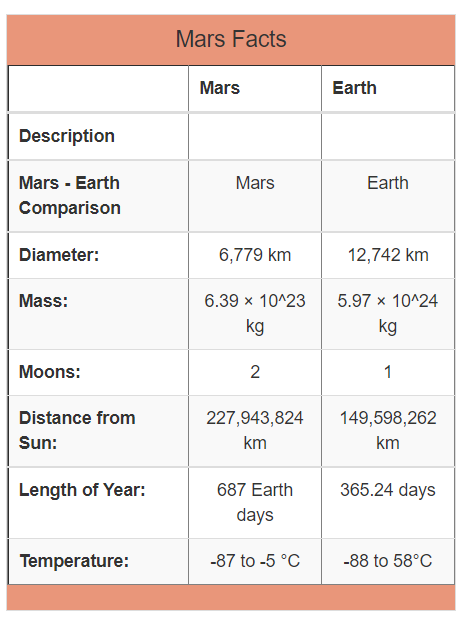 Mars Facts
Mars Earth
Description
Mars - Earth Mars Earth
Comparison
Diameter: 6,779 km 12,742 km
Mass: 6.39 × 10^23 5.97 × 10^24
kg kg
Moons: 2 1
Distance from 227,943,824 149,598,262
Sun: km km
Length of Year: 687 Earth 365.24 days
days
Temperature: -87 to -5 °C -88 to 58°C